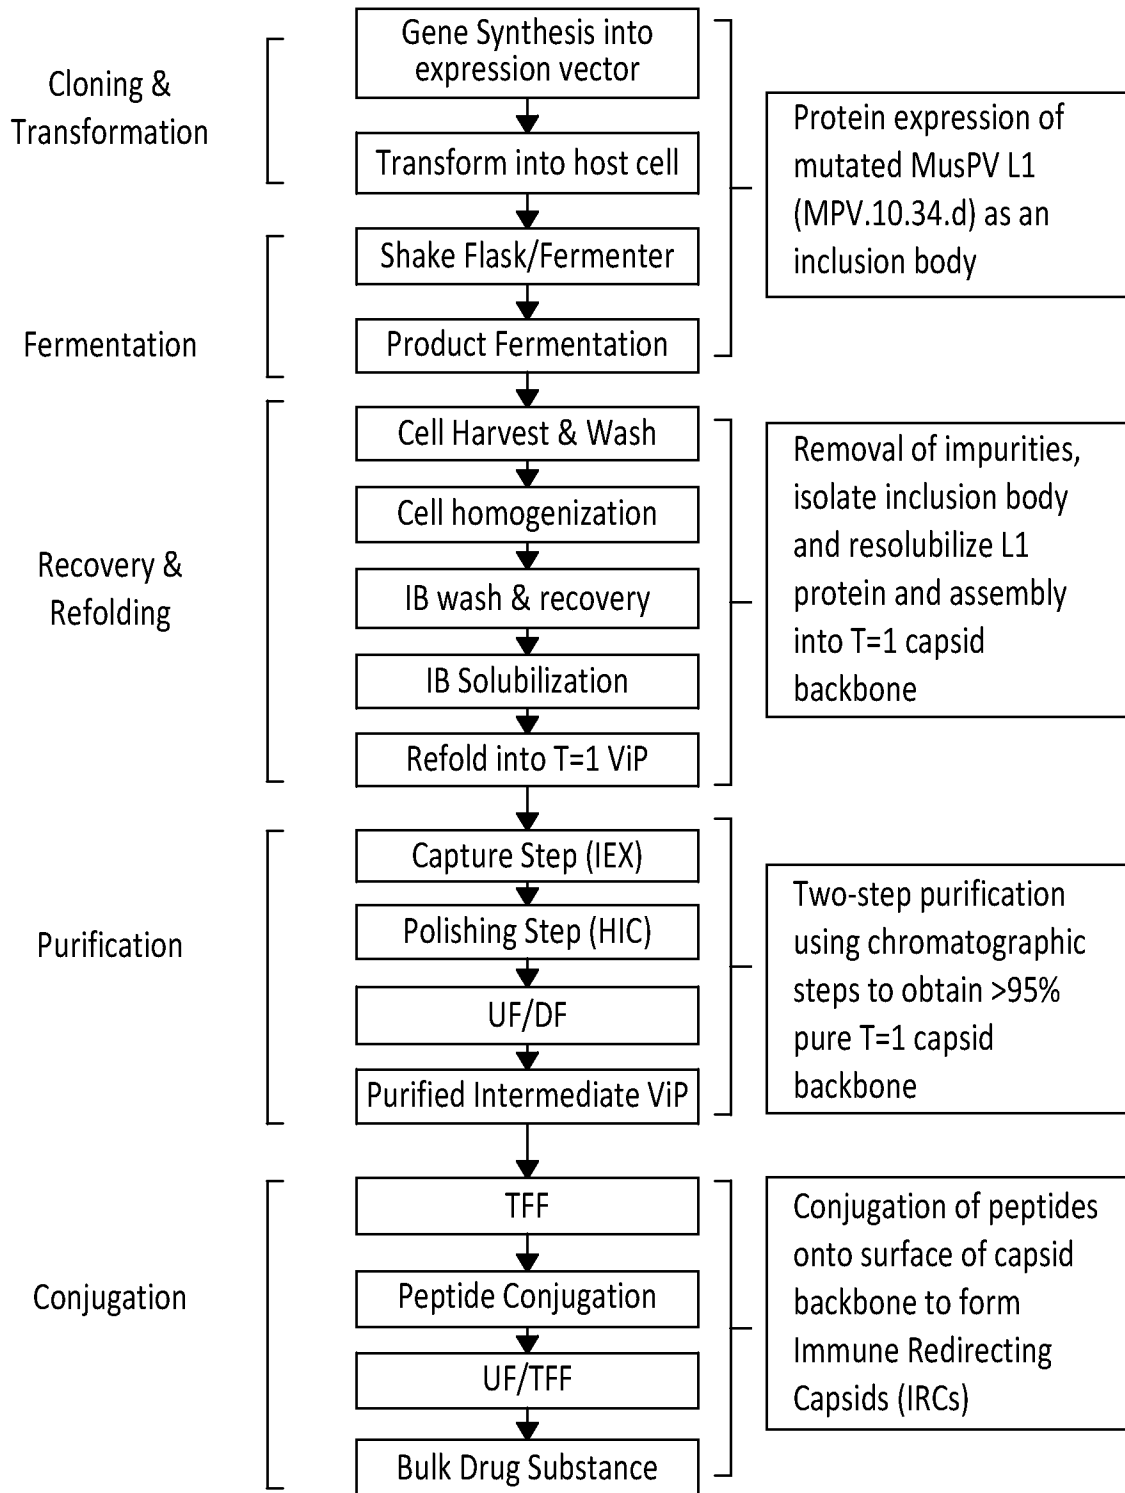 Cloning &
Transformation
Gene Synthesis into
expression vector
Transform into host cell
Protein expression of
mutated MusPV L1
(MPV.10.34.d) as an
inclusion body
Fermentation
Shake Flask/Fermenter
Product Fermentation
Recovery &
Refolding
Cell Harvest & Wash
Cell homogenization
IB wash & recovery
IB Solubilization
Refold into T=1 ViP
Removal of impurities,
isolate inclusion body
and resolubilize L1
protein and assembly
into T=1 capsid
backbone
Purification
Capture Step (IEX)
Polishing Step (HIC)
UF/DF
Purified Intermediate ViP
Two-step purification
using chromatographic
steps to obtain >95%
pure T=1 capsid
backbone
Conjugation
TFF
Peptide Conjugation
UF/TFF
Bulk Drug Substance
Conjugation of peptides
onto surface of capsid
backbone to form
Immune Redirecting
Capsids (IRCs)